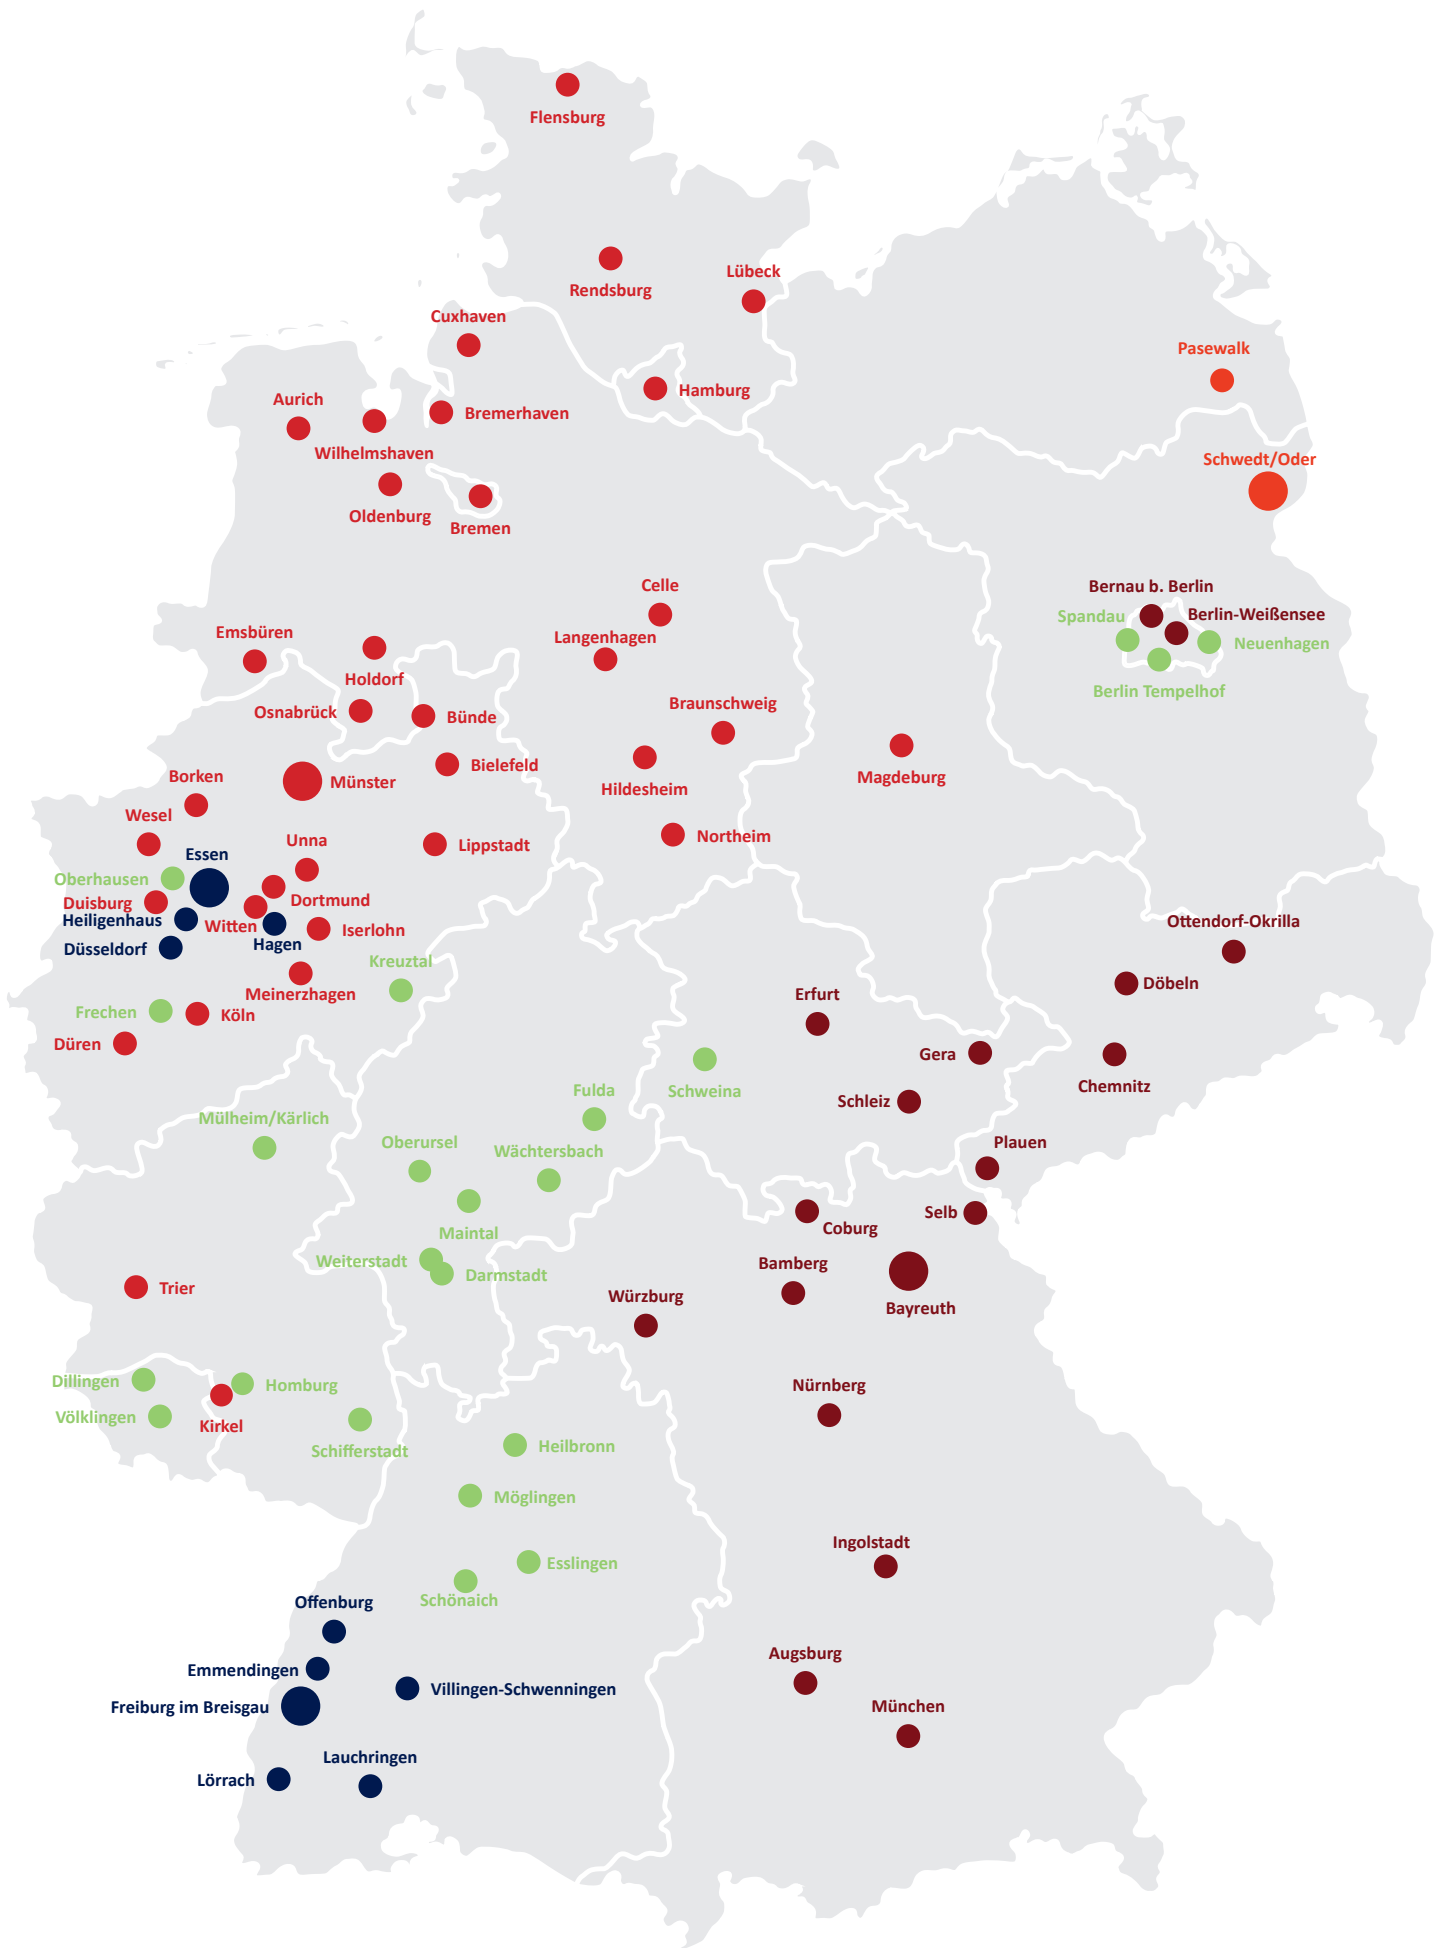 Flensburg
Rendsburg
Lübeck
Cuxhaven
Pasewalk
Hamburg
Aurich
Bremerhaven
Wilhelmshaven
Schwedt/Oder
Oldenburg
Bremen
Celle
Bernau b. Berlin
Spandau
Berlin-Weißensee
Emsbüren
Langenhagen
Neuenhagen
Holdorf
Berlin Tempelhof
Osnabrück
Bünde
Braunschweig
Bielefeld
Borken
Münster
Magdeburg
Hildesheim
Wesel
Unna
Northeim
Essen
Lippstadt
Oberhausen
Duisburg
Dortmund
Heiligenhaus
Witten
Iserlohn
Ottendorf-Okrilla
Düsseldorf
Hagen
Kreuztal
Döbeln
Meinerzhagen
Erfurt
Frechen
Köln
Düren
Gera
Chemnitz
Schweina
Fulda
Schleiz
Mülheim/Kärlich
Oberursel
Wächtersbach
Plauen
Selb
Coburg
Maintal
Weiterstadt
Bamberg
Darmstadt
Trier
Würzburg
Bayreuth
Dillingen
Homburg
Nürnberg
Völklingen
Kirkel
Schifferstadt
Heilbronn
Möglingen
Ingolstadt
Esslingen
Schönaich
Offenburg
Augsburg
Emmendingen
Villingen-Schwenningen
Freiburg im Breisgau
München
Lauchringen
Lörrach